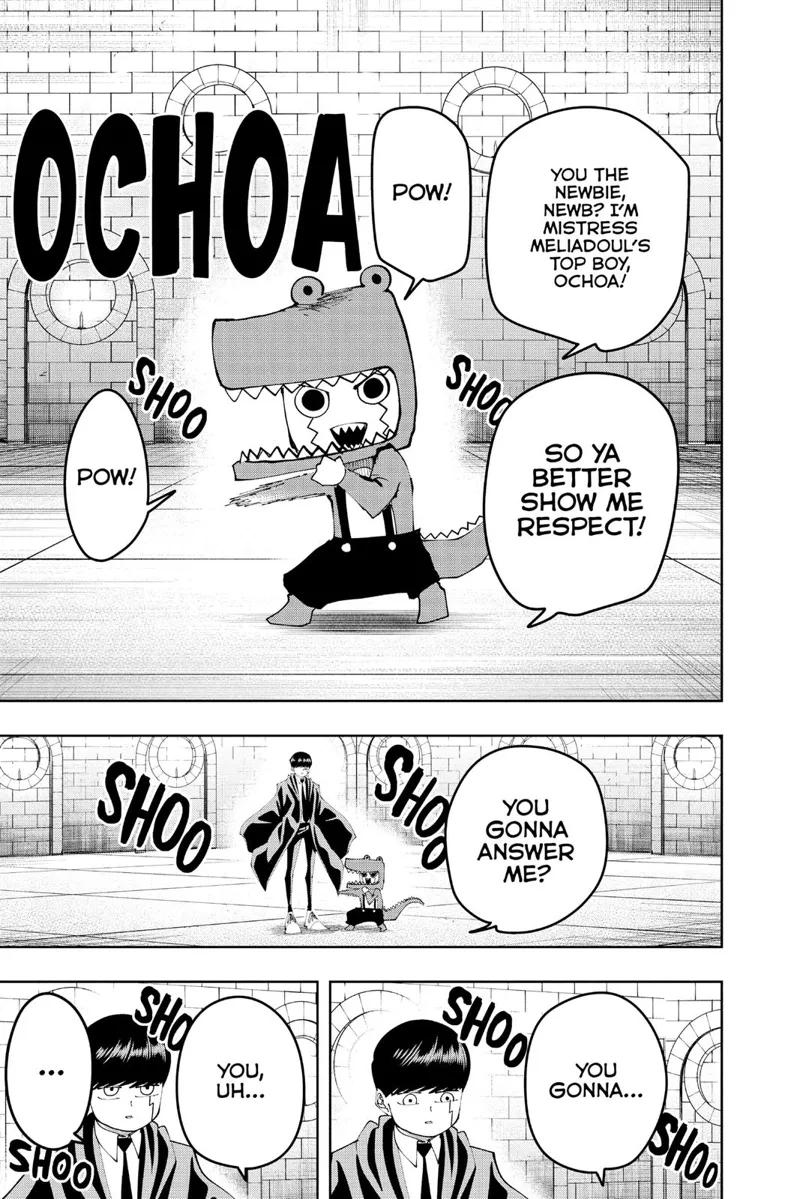 YOU THE
NEWBIE,
NEWB? I'M
MISTRESS
MELIADOUL'S
TOP BOY,
OCHOA!
POW!
OCHOA
SO YA
BETTER
SHOW ME
RESPECT!
SHOO
SHOO
POW!
YOU
GONNA
ANSWER
ME?
SHOO
SHOO
YOU
GONNA...
SHOO
SHOO
YOU,
UH...
SHOO
...
SHOO